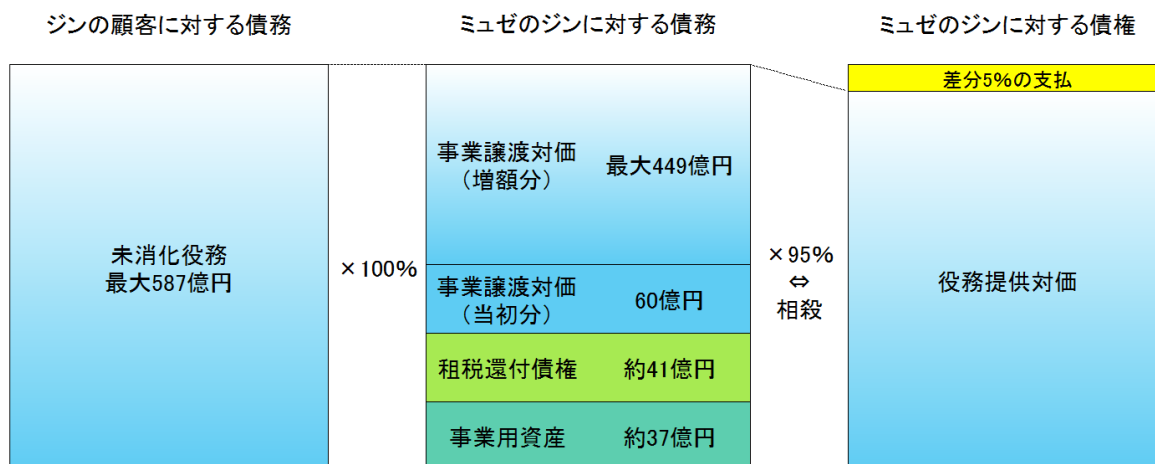 ジンの顧客に対する債務
ミュゼのジンに対する債務
ミュゼのジンに対する債権
未消化役務
最大587億円
×100%
事業譲渡対価
（増額分）
最大449億円
事業譲渡対価
（当初分）
60億円
租税還付債権
約41億円
事業用資産
約37億円
×95%
⇔
相殺
差分5%の支払
役務提供対価